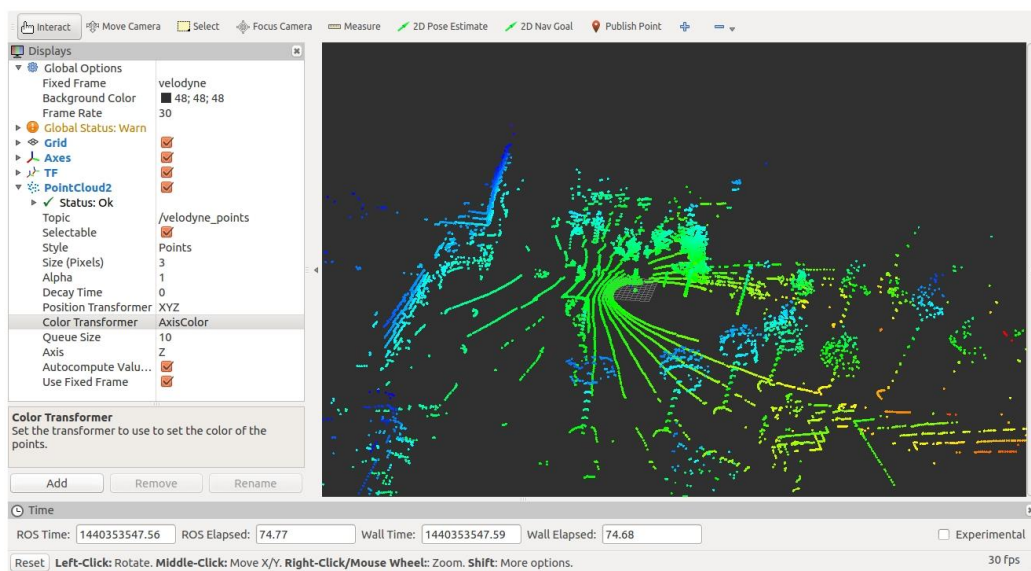 Interact Move Camera Select Focus Camera Measure 2D Pose Estimate 2D Nav Goal Publish Point
Displays
Global Options
Fixed Frame velodyne
Background Color 48; 48; 48
Frame Rate 30
Global Status: Warn
Grid
Axes
TF
PointCloud2
Status: Ok
Topic /velodyne_points
Selectable
Style Points
Size (Pixels) 3
Alpha 1
Decay Time 0
Position Transformer XYZ
Color Transformer AxisColor
Queue Size 10
Axis Z
Autocompute Valu...
Use Fixed Frame
Color Transformer
Set the transformer to use to set the color of the
points.
Add Remove Rename
Time
ROS Time: 1440353547.56 ROS Elapsed: 74.77 Wall Time: 1440353547.59 Wall Elapsed: 74.68 Experimental
Reset Left-Click: Rotate. Middle-Click: Move X/Y. Right-Click/Mouse Wheel:: Zoom. Shift: More options. 30 fps